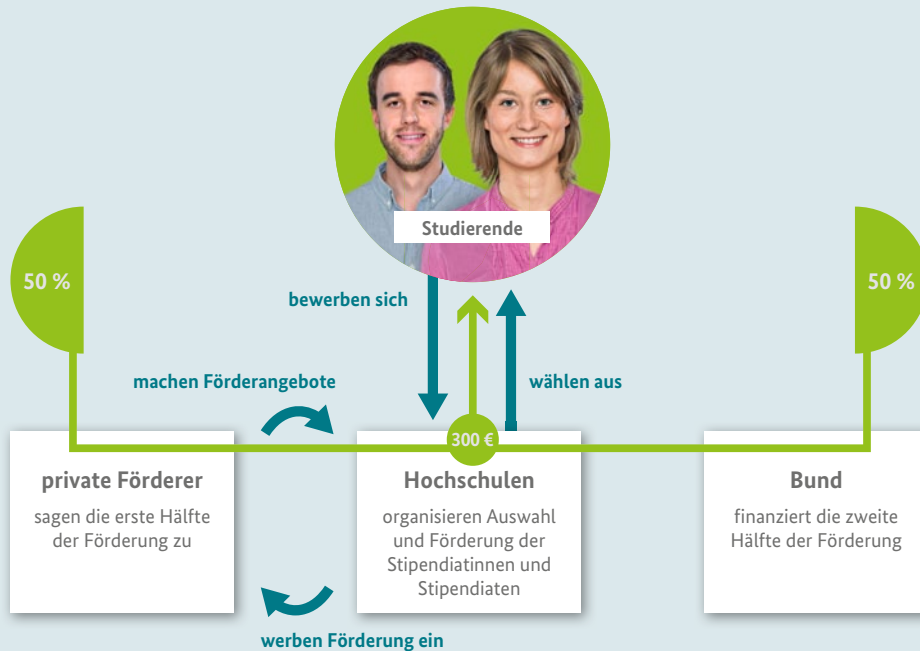 Studierende
50 %
50 %
bewerben sich
machen Förderangebote
wählen aus
300 €
private Förderer
sagen die erste Hälfte
der Förderung zu
Hochschulen
organisieren Auswahl
und Förderung der
Stipendiatinnen und
Stipendiaten
Bund
finanziert die zweite
Hälfte der Förderung
werben Förderung ein